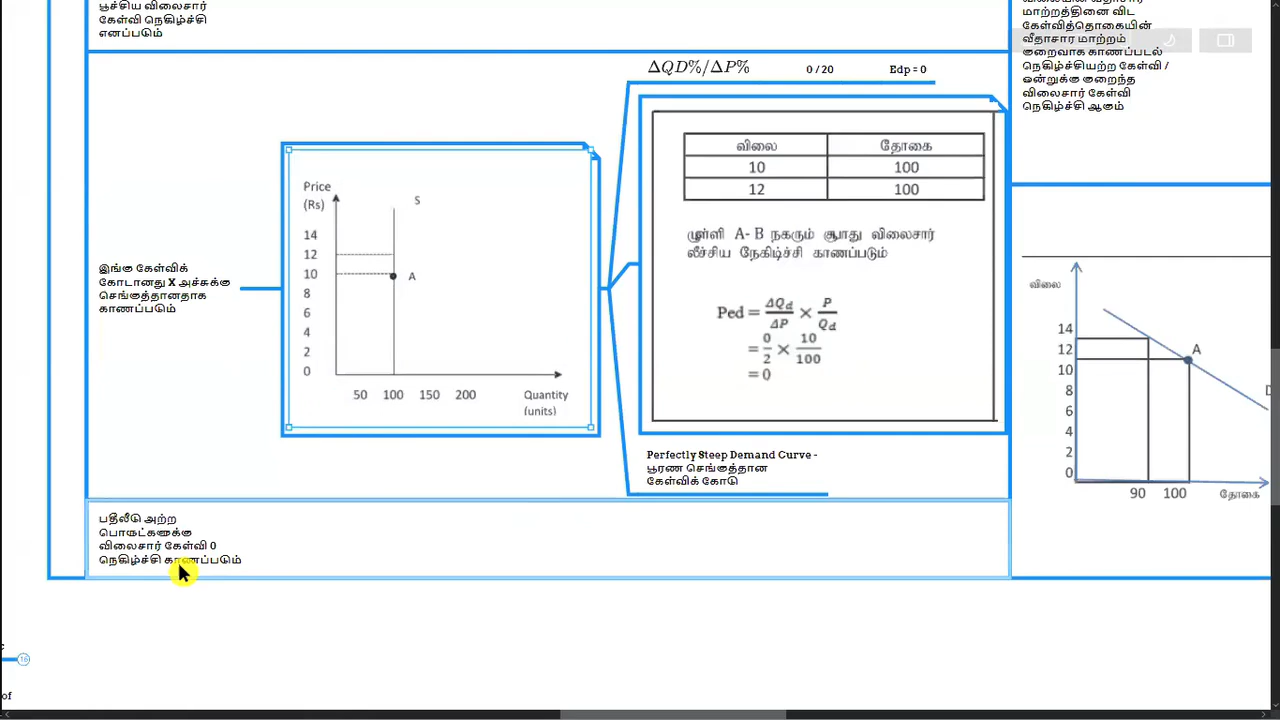 பூச்சிய விலைசார்
கேள்வி நெகிழ்ச்சி
எனப்படும்
இங்கு கேள்விக்
கோடானது X அச்சுக்கு
செங்குத்தானதாக
காணப்படும்
Price
(Rs)
S
14
12
10
A
8
6
4
2
0
50 100 150 200
Quantity
(units)
ΔQD%/ΔP% 0 / 20 Edp = 0
விலை தோகை
10 100
12 100
A- B நகரும் விலைசார்
காணப்படும்
Ped = ΔQd/ΔP × P/Qd
= 0/2 × 10/100
= 0
Perfectly Steep Demand Curve -
பூரண செங்குத்தான
கேள்விக் கோடு
பதிலீடு அற்ற
பொருட்களுக்கு
விலைசார் கேள்வி 0
நெகிழ்ச்சி காணப்படும்
மாற்றத்தினை விட
கேள்வித்தொகையின்
வீதாசார மாற்றம்
குறைவாக காணப்படல்
நெகிழ்ச்சியற்ற கேள்வி /
ஒன்றுக்கு குறைந்த
விலைசார் கேள்வி
நெகிழ்ச்சி ஆகும்
விலை
14
12
A
10
8
6
4
2
0
90 100 தோகை
16
of